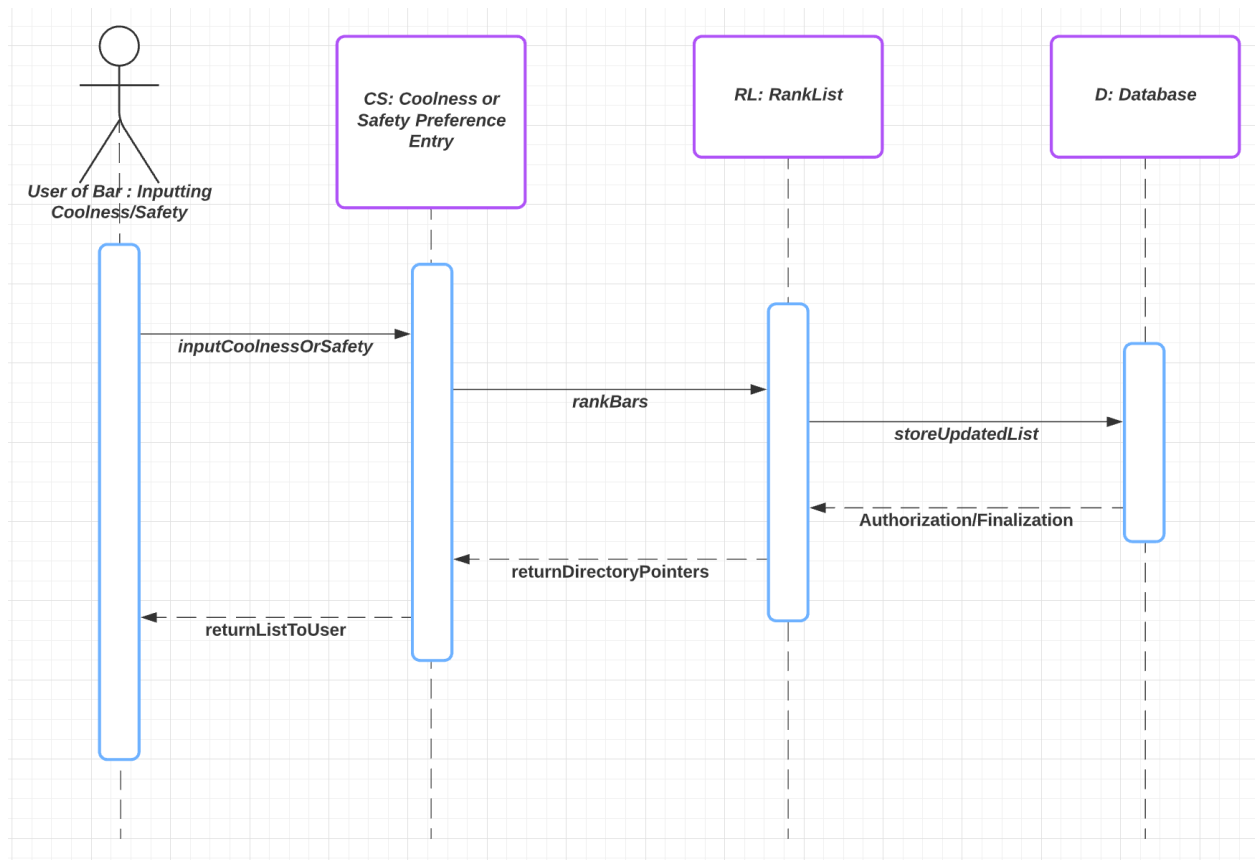 CS: Coolness or
Safety Preference
Entry
RL: RankList
D: Database
User of Bar : Inputting
Coolness/Safety
inputCoolnessOrSafety
rankBars
storeUpdatedList
Authorization/Finalization
returnDirectoryPointers
returnListToUser